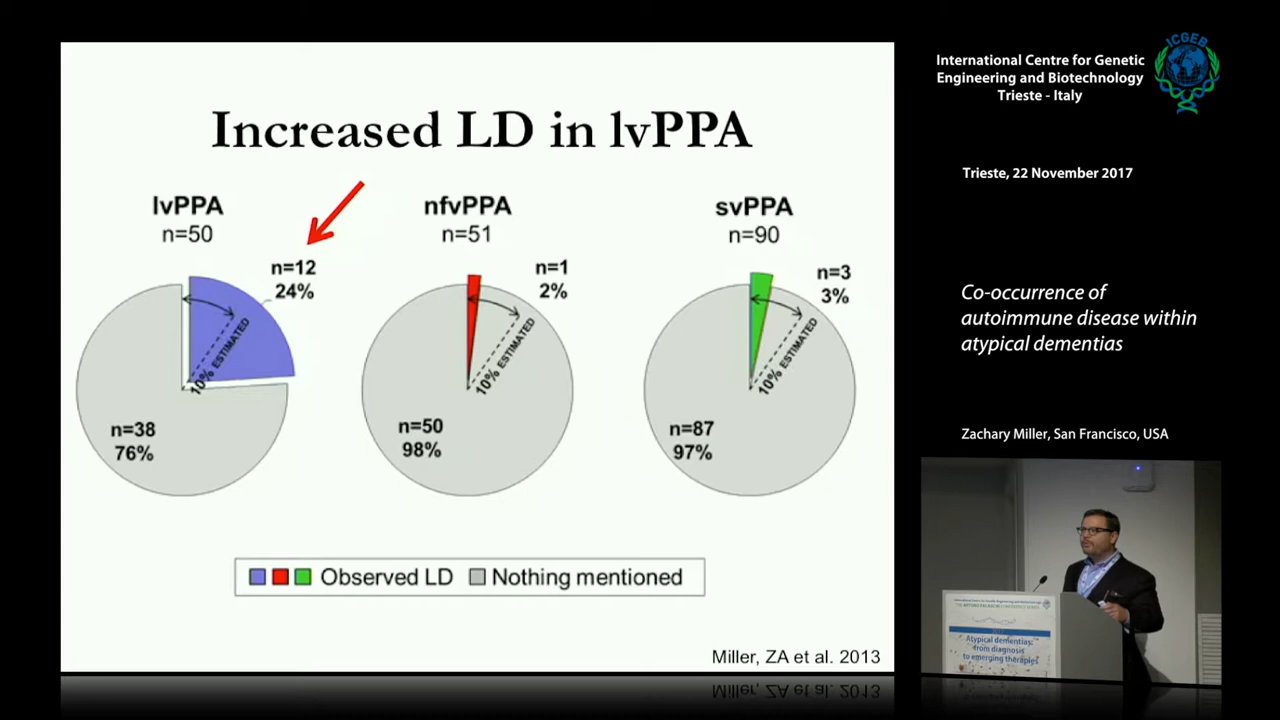 Increased LD in lvPPA
lvPPA
n=50
n=12
24%
10% ESTIMATED
n=38
76%
nfvPPA
n=51
n=1
2%
10% ESTIMATED
n=50
98%
svPPA
n=90
n=3
3%
10% ESTIMATED
n=87
97%
Observed LD
Nothing mentioned
Miller, ZA et al. 2013
International Centre for Genetic
Engineering and Biotechnology
Trieste - Italy
ICGEB
Trieste, 22 November 2017
Co-occurrence of
autoimmune disease within
atypical dementias
Zachary Miller, San Francisco, USA
Atypical dementias:
from diagnosis
to emerging therapies